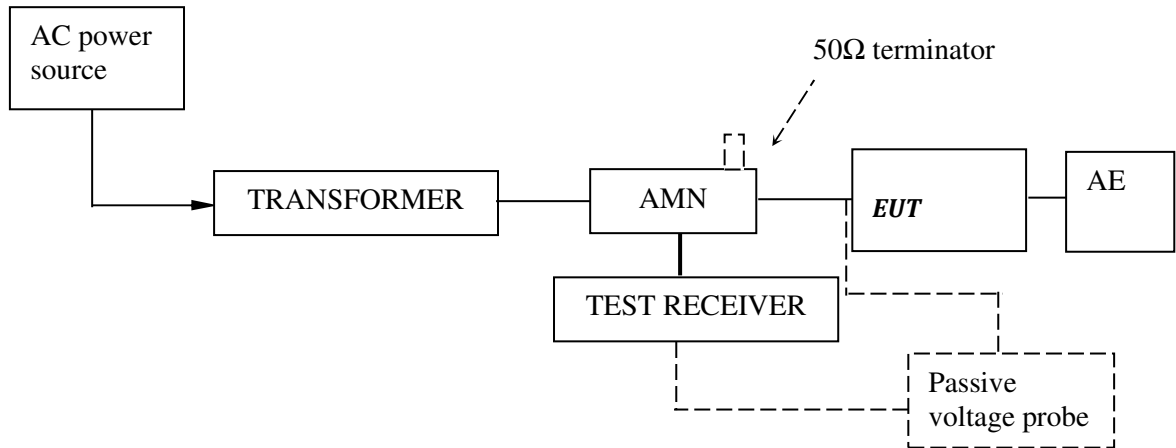 AC power
source
50Ω terminator
TRANSFORMER
AMN
EUT
AE
TEST RECEIVER
Passive
voltage probe